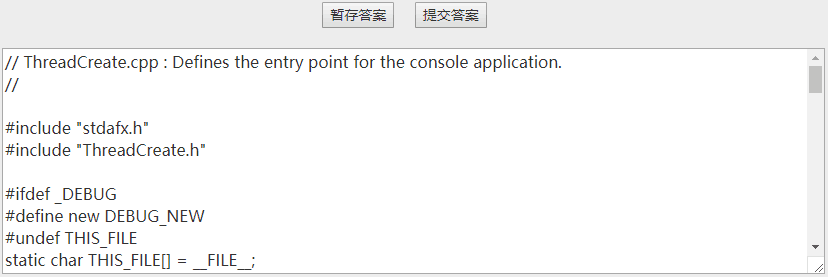 暂存答案 提交答案
// ThreadCreate.cpp : Defines the entry point for the console application.
//
#include "stdafx.h"
#include "ThreadCreate.h"
#ifdef _DEBUG
#define new DEBUG_NEW
#undef THIS_FILE
static char THIS_FILE[] = __FILE__;